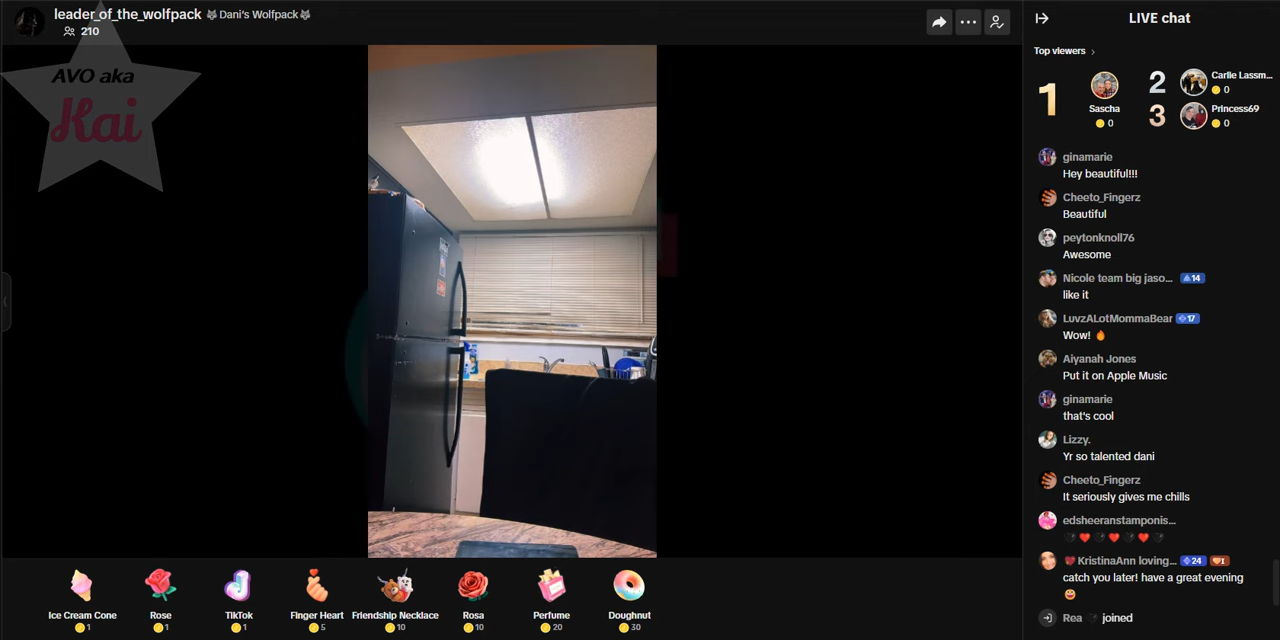 leader_of_the_wolfpack 🐺Dani's Wolfpack🐺
210
AVO aka
Kai
LIVE chat
Top viewers
1
Sascha
0
2
Carlie Lassm...
0
3
Princess69
0
ginamarie
Hey beautiful!!!
Cheeto_Fingerz
Beautiful
peytonknoll76
Awesome
Nicole team big jaso... 14
like it
LuvzALotMommaBear 17
Wow! 🔥
Aiyanah Jones
Put it on Apple Music
ginamarie
that's cool
Lizzy.
Yr so talented dani
Cheeto_Fingerz
It seriously gives me chills
edsheeranstamponis...
🖤❤️🖤❤️🖤❤️🖤
💗KristinaAnn loving... 24 I
catch you later! have a great evening
😄
Rea 🖤 joined
Ice Cream Cone
1
Rose
1
TikTok
1
Finger Heart
5
Friendship Necklace
10
Rosa
10
Perfume
20
Doughnut
30